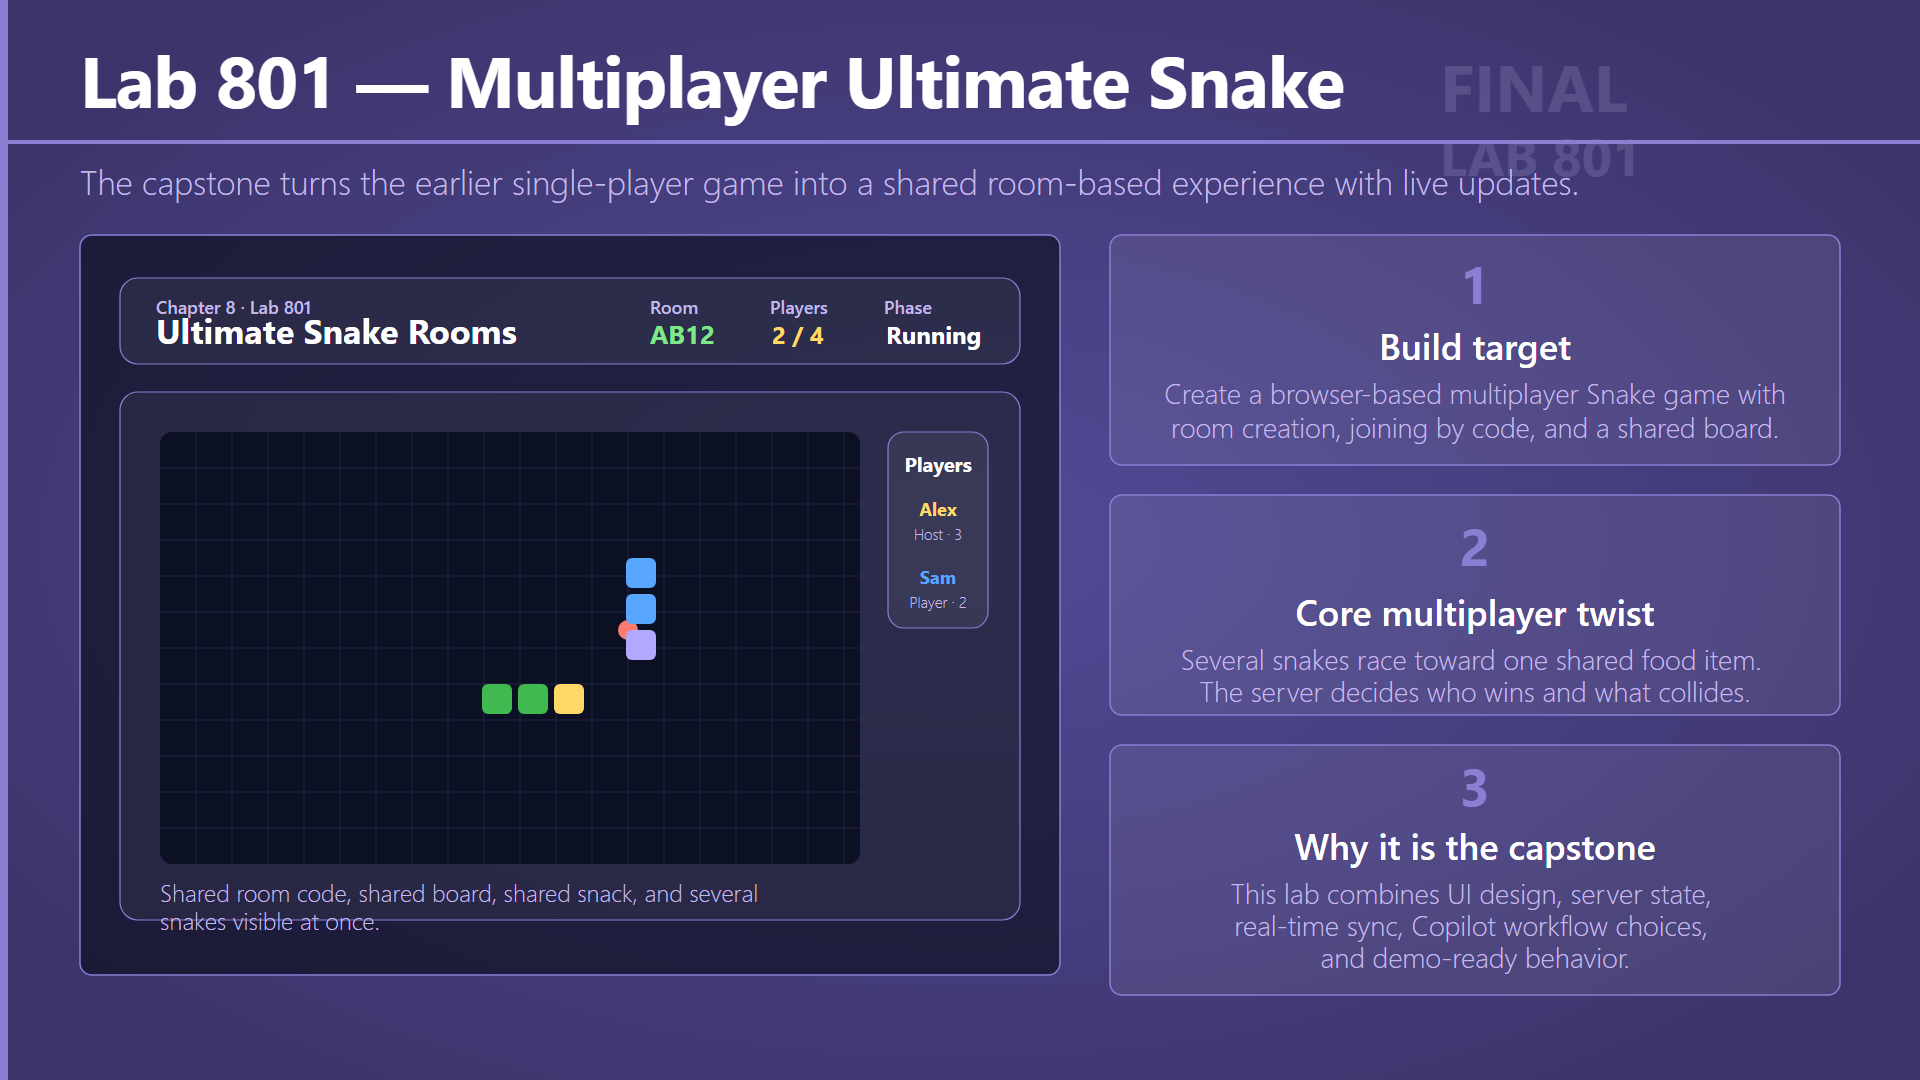 Lab 801 — Multiplayer Ultimate Snake
FINAL
LAB 801
The capstone turns the earlier single-player game into a shared room-based experience with live updates.
Chapter 8 · Lab 801
Ultimate Snake Rooms
Room
AB12
Players
2 / 4
Phase
Running
Players
Alex
Host · 3
Sam
Player · 2
Shared room code, shared board, shared snack, and several
snakes visible at once.
1
Build target
Create a browser-based multiplayer Snake game with
room creation, joining by code, and a shared board.
2
Core multiplayer twist
Several snakes race toward one shared food item.
The server decides who wins and what collides.
3
Why it is the capstone
This lab combines UI design, server state,
real-time sync, Copilot workflow choices,
and demo-ready behavior.